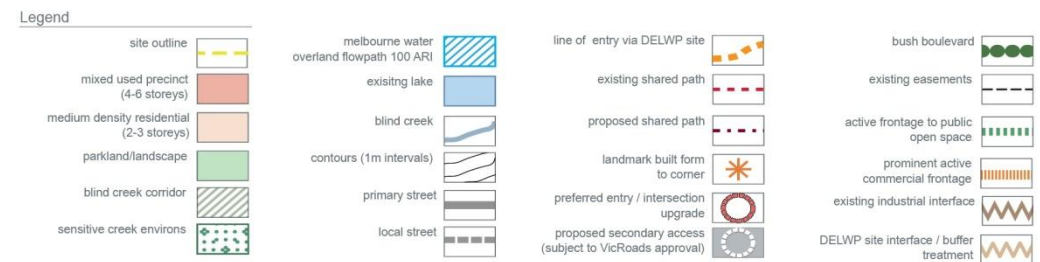 Legend
site outline
mixed used precinct
(4-6 storeys)
medium density residential
(2-3 storeys)
parkland/landscape
blind creek corridor
sensitive creek environs
melbourne water
overland flowpath 100 ARI
exisitng lake
blind creek
contours (1m intervals)
primary street
local street
line of entry via DELWP site
existing shared path
proposed shared path
landmark built form
to corner
preferred entry / intersection
upgrade
proposed secondary access
(subject to VicRoads approval)
bush boulevard
existing easements
active frontage to public
open space
prominent active
commercial frontage
existing industrial interface
DELWP site interface / buffer
treatment